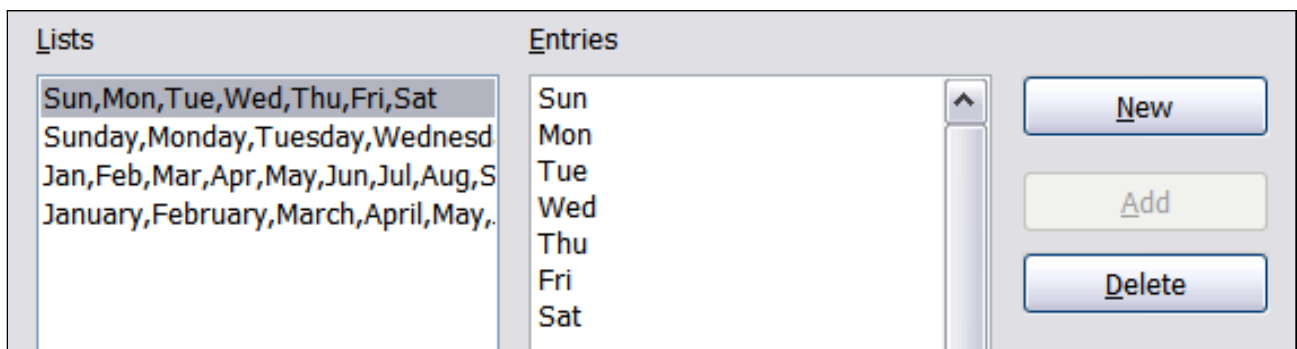 Lists
Sun,Mon,Tue,Wed,Thu,Fri,Sat
Sunday,Monday,Tuesday,Wednesd
Jan,Feb,Mar,Apr,May,Jun,Jul,Aug,S
January,February,March,April,May,.
Entries
Sun
Mon
Tue
Wed
Thu
Fri
Sat
New
Add
Delete